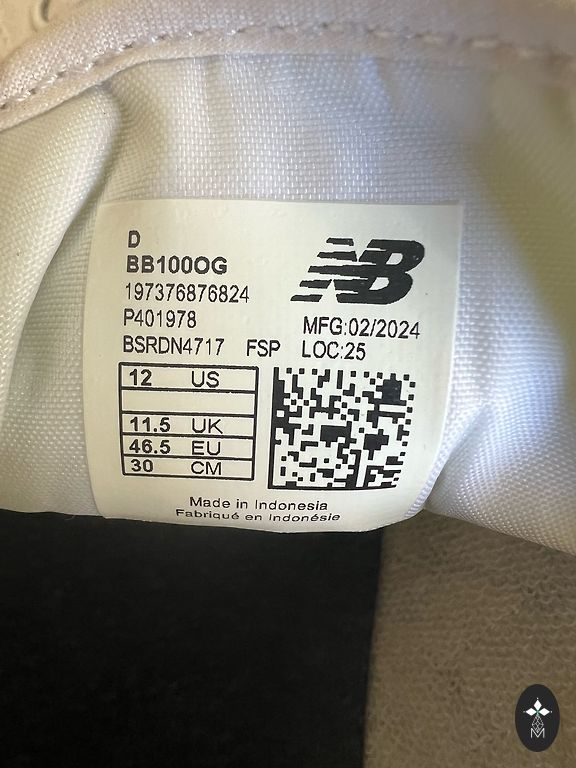 D
BB100OG
197376876824
P401978
BSRDN4717 FSP
NB
MFG:02/2024
LOC:25
12 US
11.5 UK
46.5 EU
30 CM
Made in Indonesia
Fabriqué en Indonésie
M